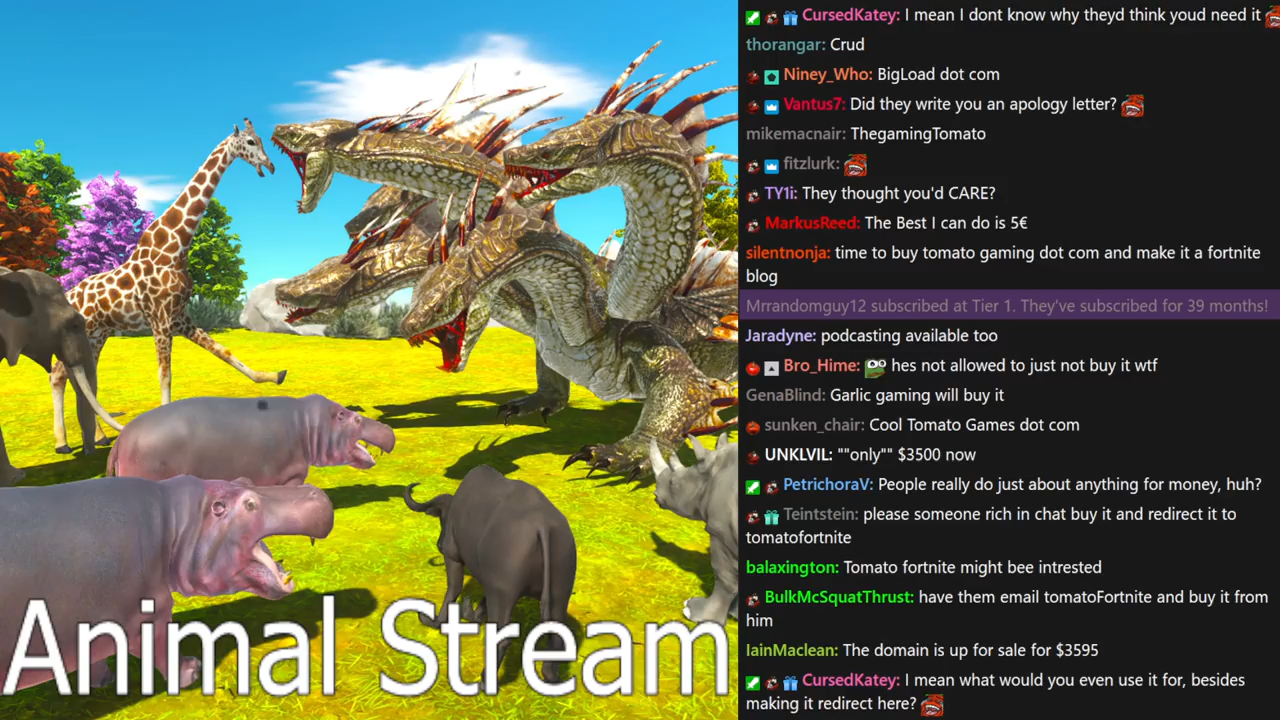 Animal Stream
CursedKatey: I mean I dont know why theyd think youd need it
thorangar: Crud
Niney_Who: BigLoad dot com
Vantus7: Did they write you an apology letter?
mikemacnair: ThegamingTomato
fitzlurk:
TY1i: They thought you'd CARE?
MarkusReed: The Best I can do is 5€
silentnonja: time to buy tomato gaming dot com and make it a fortnite
blog
Mrrandomguy12 subscribed at Tier 1. They've subscribed for 39 months!
Jaradyne: podcasting available too
Bro_Hime: hes not allowed to just not buy it wtf
GenaBlind: Garlic gaming will buy it
sunken_chair: Cool Tomato Games dot com
UNKLVIL: ""only"" $3500 now
PetrichoraV: People really do just about anything for money, huh?
Teintstein: please someone rich in chat buy it and redirect it to
tomatofortnite
balaxington: Tomato fortnite might bee intrested
BulkMcSquatThrust: have them email tomatoFortnite and buy it from
him
IainMaclean: The domain is up for sale for $3595
CursedKatey: I mean what would you even use it for, besides
making it redirect here?